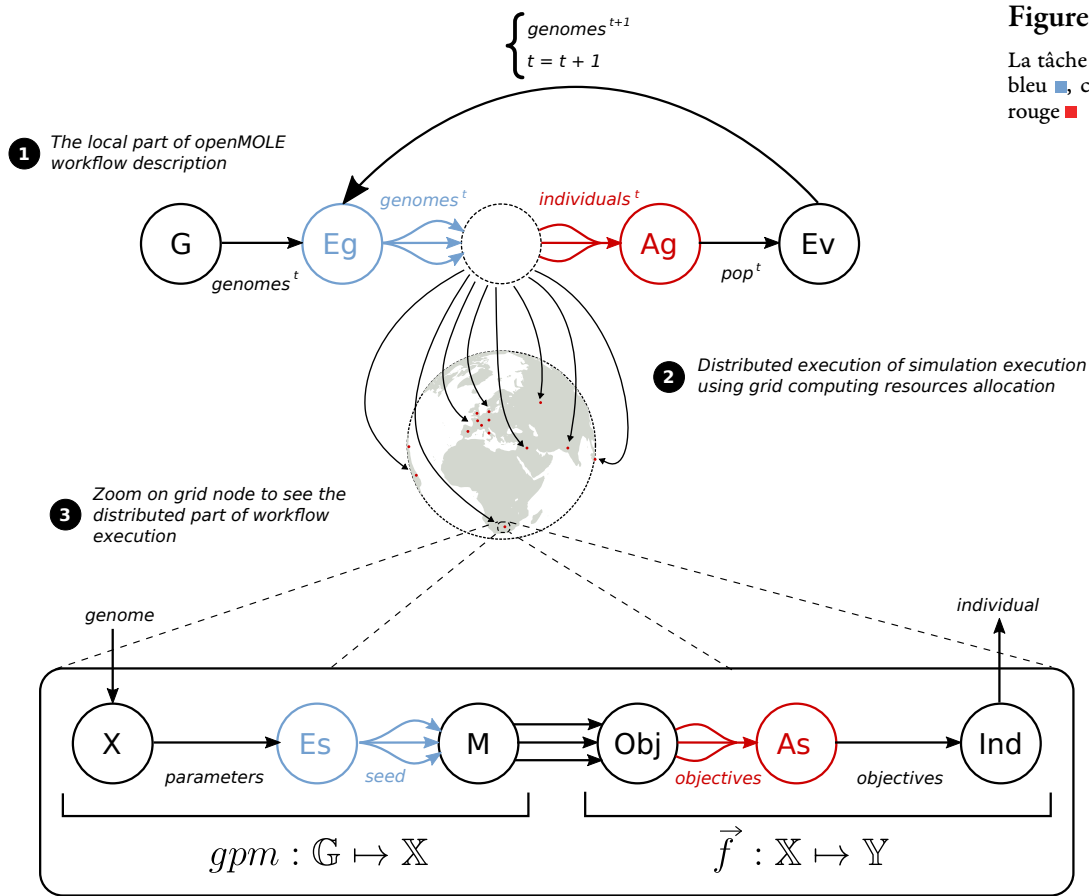 Figure
La tâche
bleu ■, c
rouge ■
genomes^{t+1}
t = t + 1
1 The local part of openMOLE
workflow description
genomes^t
individuals^t
G
Eg
Ag
Ev
genomes^t
pop^t
2 Distributed execution of simulation execution
using grid computing resources allocation
3 Zoom on grid node to see the
distributed part of workflow
execution
genome
individual
X
Es
M
Obj
As
Ind
parameters
seed
objectives
objectives
gpm : 𝔾 ↦ 𝕏
f⃗ : 𝕏 ↦ 𝕐